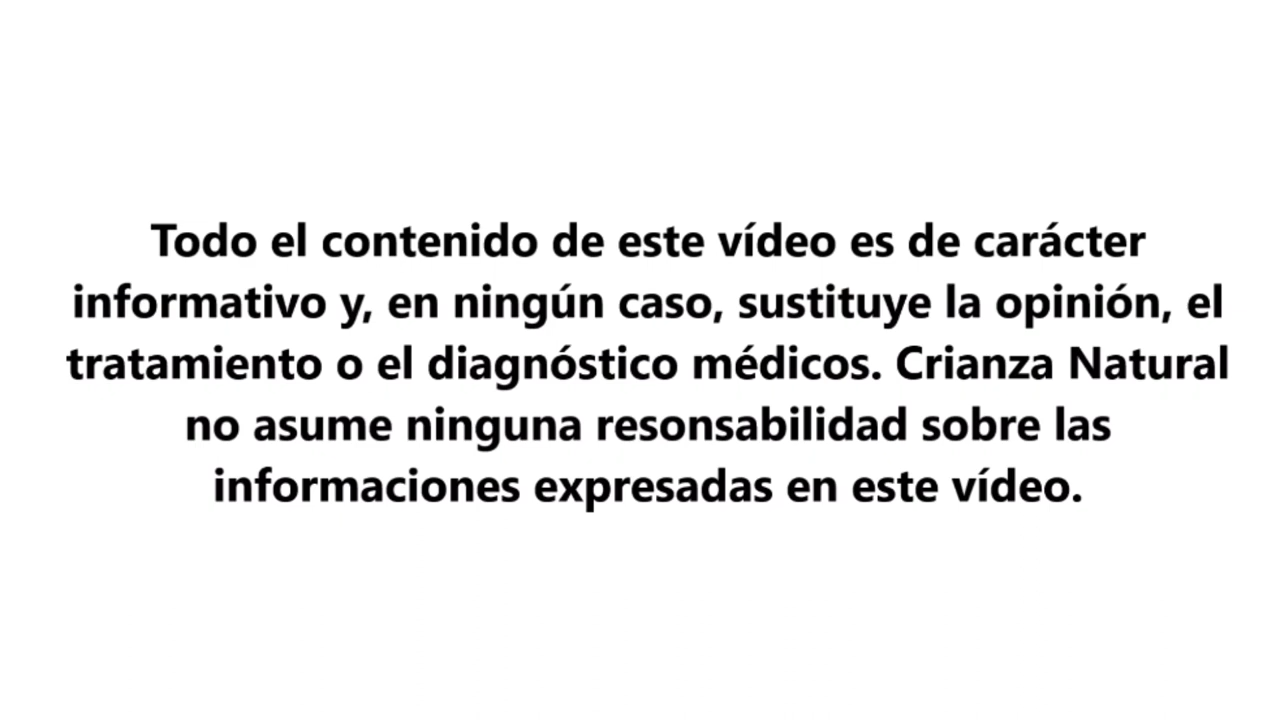 Todo el contenido de este vídeo es de carácter
informativo y, en ningún caso, sustituye la opinión, el
tratamiento o el diagnóstico médicos. Crianza Natural
no asume ninguna resonsabilidad sobre las
informaciones expresadas en este vídeo.